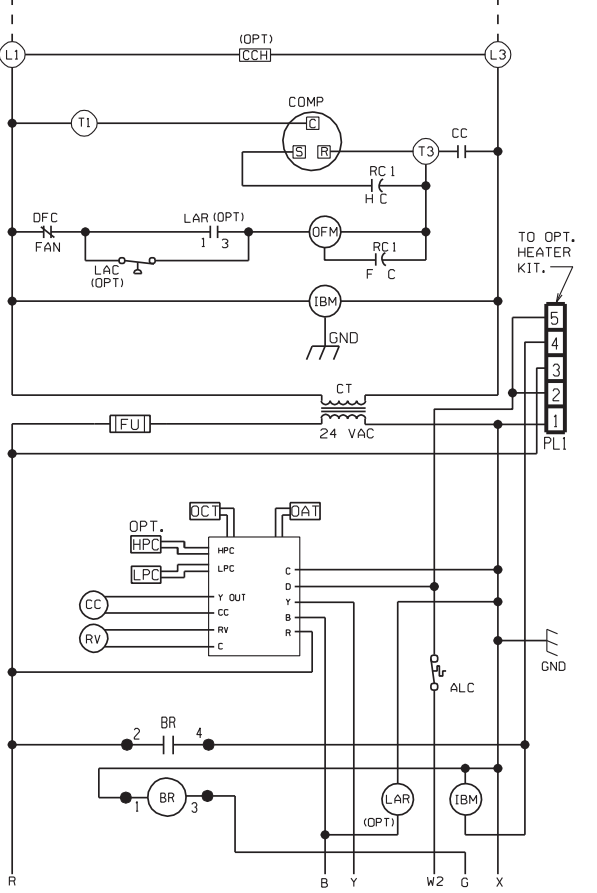 (OPT)
L1
CCH
L3
COMP
C
T1
CC
S
R
T3
RC1
H C
DFC
FAN
LAR (OPT)
1 3
OFM
RC1
F C
LAC
(OPT)
TO OPT.
HEATER
KIT.
IBM
GND
5
4
3
2
1
PL1
CT
FU
24 VAC
OCT
OAT
OPT.
HPC
LPC
HPC
LPC
CC
Y OUT
CC
RV
RV
C
C
D
Y
B
R
GND
ALC
BR
2
4
BR
1
3
LAR
(OPT)
IBM
R
B
Y
W2
G
X